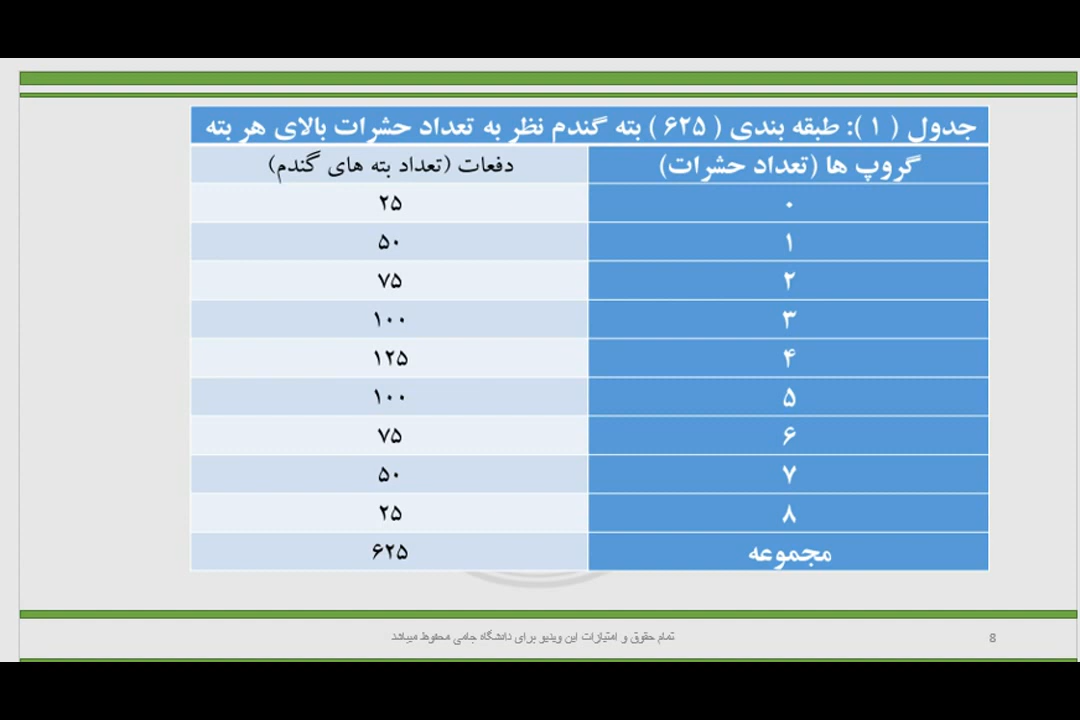 جدول ( ۱ ): طبقه بندی ( ۶۲۵ ) بته گندم نظر به تعداد حشرات بالای هر بته
گروپ ها (تعداد حشرات) دفعات (تعداد بته های گندم)
۰ ۲۵
۱ ۵۰
۲ ۷۵
۳ ۱۰۰
۴ ۱۲۵
۵ ۱۰۰
۶ ۷۵
۷ ۵۰
۸ ۲۵
مجموعه ۶۲۵
تمام حقوق و امتیازات این ویدیو برای دانشگاه جامی محفوظ میباشد
8